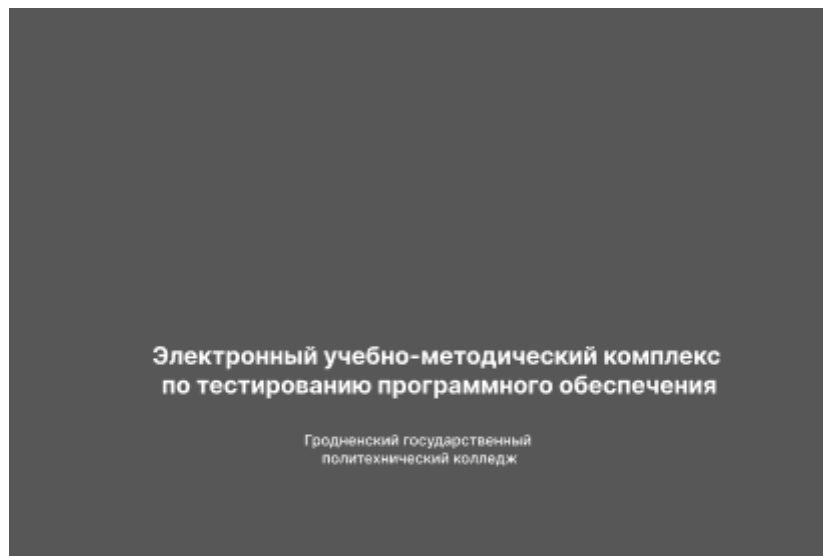 Электронный учебно-методический комплекс
по тестированию программного обеспечения
Гродненский государственный
политехнический колледж